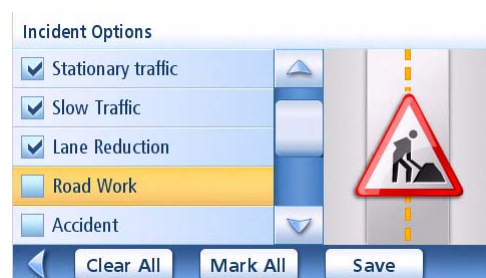 Incident Options
Stationary traffic
Slow Traffic
Lane Reduction
Road Work
Accident
Clear All Mark All Save